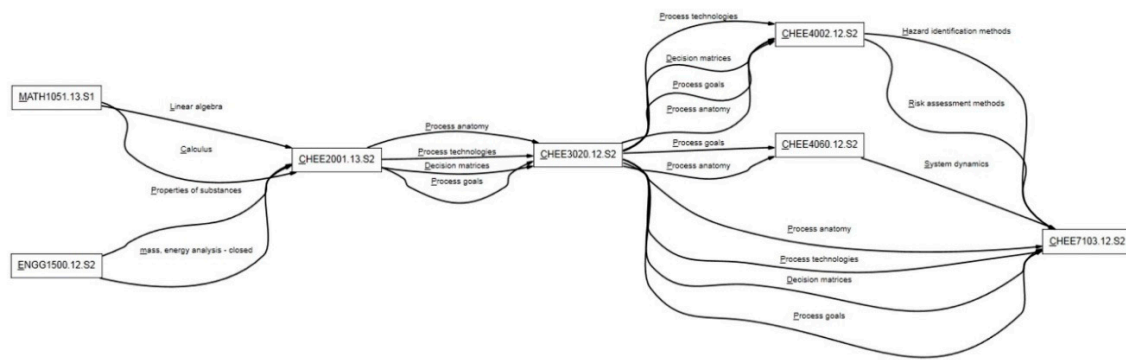 Process technologies
CHEE4002.12.S2
Hazard identification methods
Decision matrices
Process goals
MATH1051.13.S1
Linear algebra
Process anatomy
Risk assessment methods
Process anatomy
Calculus
CHEE2001.13.S2
Process technologies
CHEE3020.12.S2
Process goals
CHEE4060.12.S2
Decision matrices
Process anatomy
System dynamics
Properties of substances
Process goals
mass, energy analysis - closed
Process anatomy
CHEE7103.12.S2
ENGG1500.12.S2
Process technologies
Decision matrices
Process goals